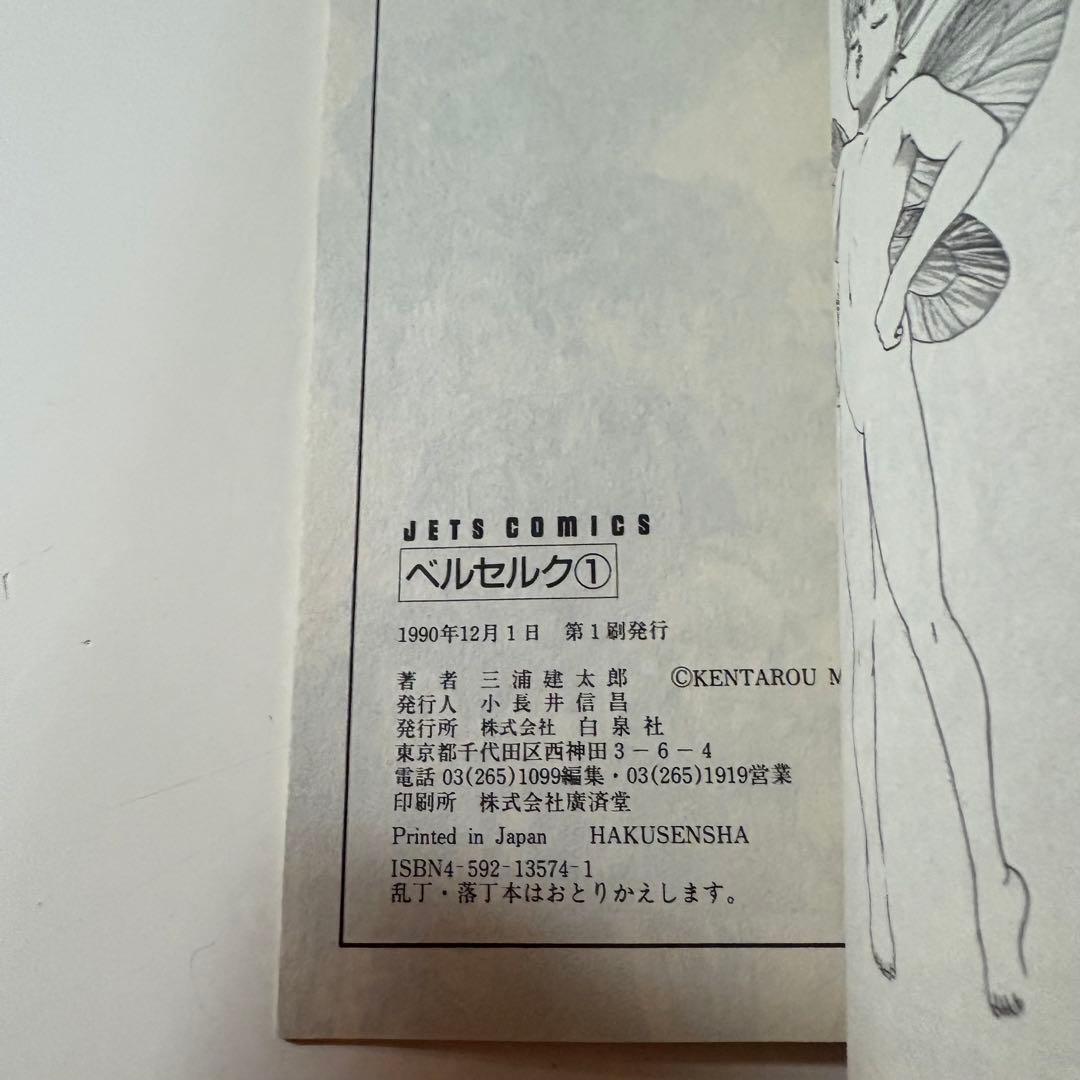 JETS COMICS
ベルセルク①
1990年12月1日　第1刷発行
著　者　三浦建太郎　©KENTAROU M
発行人　小長井信昌
発行所　株式会社　白泉社
東京都千代田区西神田3－6－4
電話 03(265)1099編集・03(265)1919営業
印刷所　株式会社廣済堂
Printed in Japan　HAKUSENSHA
ISBN4-592-13574-1
乱丁・落丁本はおとりかえします。